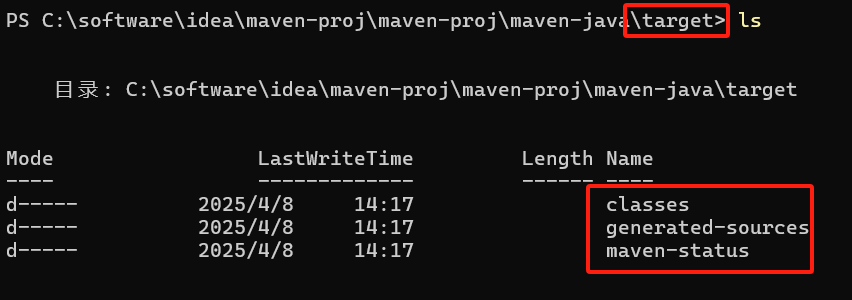 PS C:\software\idea\maven-proj\maven-proj\maven-java\target> ls
目录: C:\software\idea\maven-proj\maven-proj\maven-java\target
Mode LastWriteTime Length Name
---- ------------- ------ ----
d----- 2025/4/8 14:17 classes
d----- 2025/4/8 14:17 generated-sources
d----- 2025/4/8 14:17 maven-status